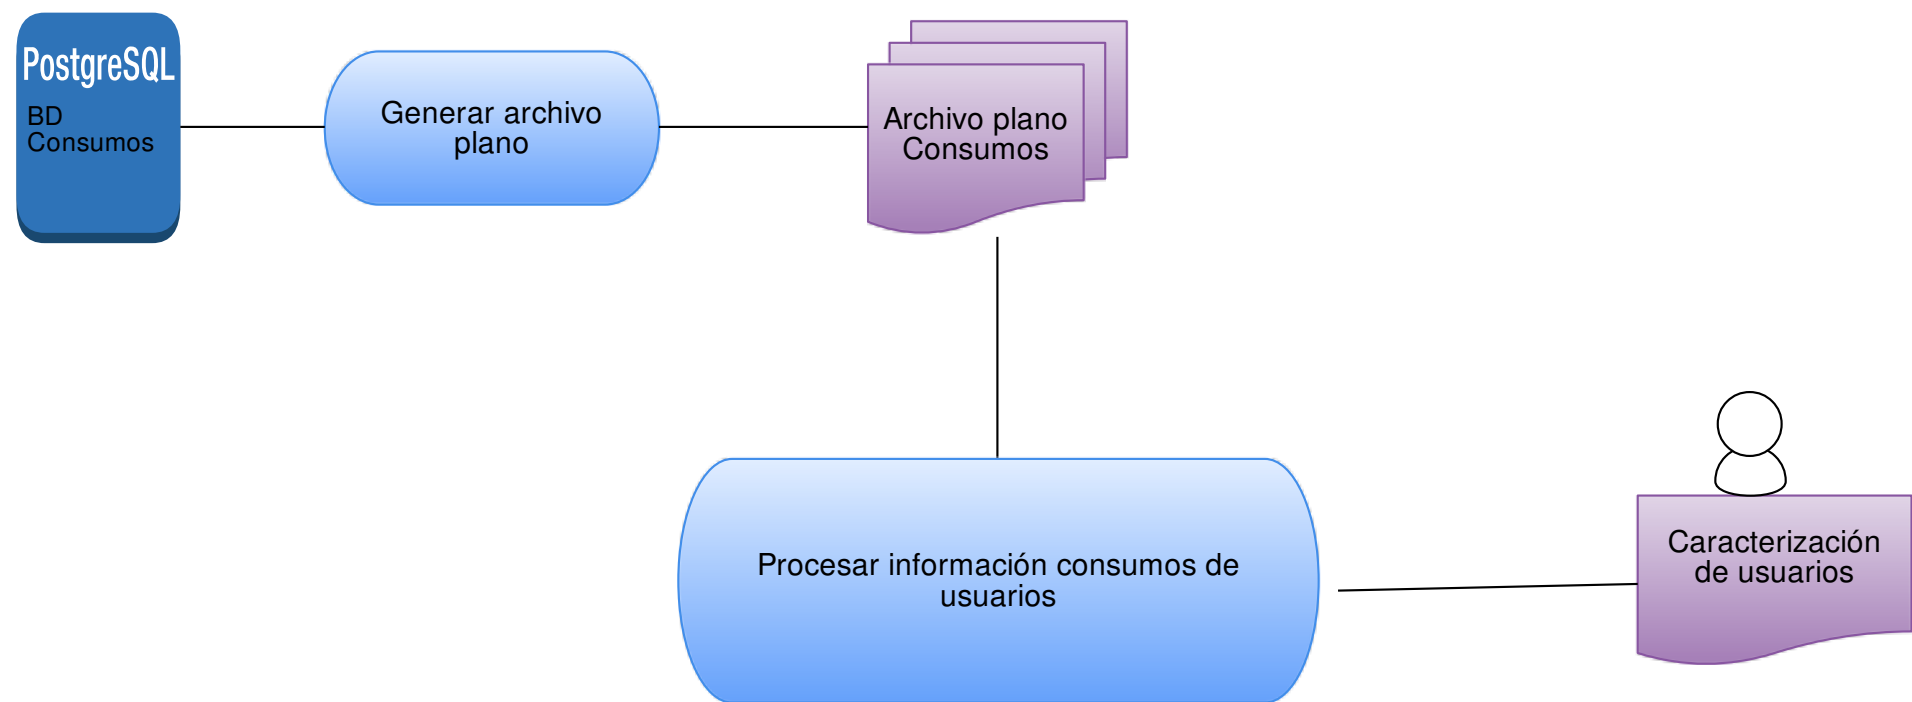 PostgreSQL
BD
Consumos
Generar archivo
plano
Archivo plano
Consumos
Procesar información consumos de
usuarios
Caracterización
de usuarios